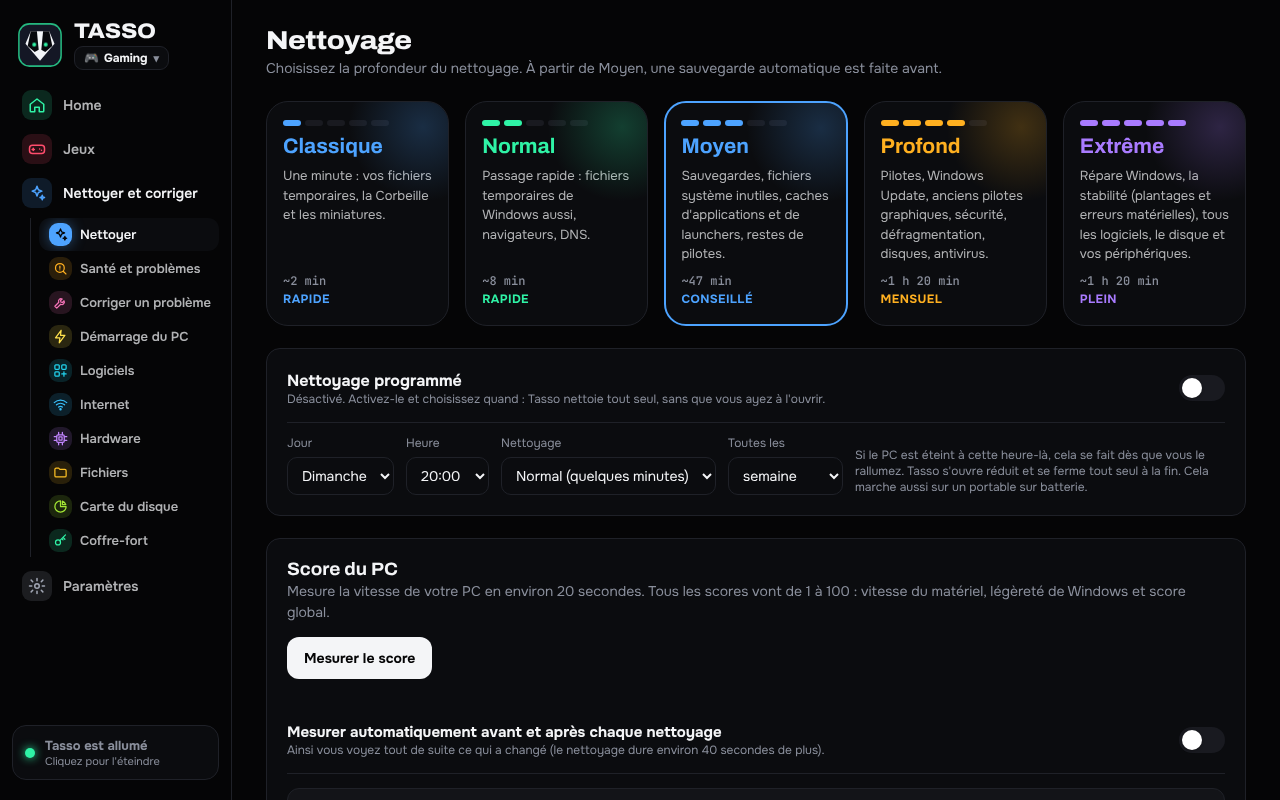 TASSO
🎮 Gaming ▾
Home
Jeux
Nettoyer et corriger
Nettoyer
Santé et problèmes
Corriger un problème
Démarrage du PC
Logiciels
Internet
Hardware
Fichiers
Carte du disque
Coffre-fort
Paramètres
Tasso est allumé
Cliquez pour l'éteindre
Nettoyage
Choisissez la profondeur du nettoyage. À partir de Moyen, une sauvegarde automatique est faite avant.
Classique
Une minute : vos fichiers
temporaires, la Corbeille
et les miniatures.
~2 min
RAPIDE
Normal
Passage rapide : fichiers
temporaires de
Windows aussi,
navigateurs, DNS.
~8 min
RAPIDE
Moyen
Sauvegardes, fichiers
système inutiles, caches
d'applications et de
launchers, restes de
pilotes.
~47 min
CONSEILLÉ
Profond
Pilotes, Windows
Update, anciens pilotes
graphiques, sécurité,
défragmentation,
disques, antivirus.
~1 h 20 min
MENSUEL
Extrême
Répare Windows, la
stabilité (plantages et
erreurs matérielles), tous
les logiciels, le disque et
vos périphériques.
~1 h 20 min
PLEIN
Nettoyage programmé
Désactivé. Activez-le et choisissez quand : Tasso nettoie tout seul, sans que vous ayez à l'ouvrir.
Jour
Heure
Nettoyage
Toutes les
Dimanche
20:00
Normal (quelques minutes)
semaine
Si le PC est éteint à cette heure-là, cela se fait dès que vous le
rallumez. Tasso s'ouvre réduit et se ferme tout seul à la fin. Cela
marche aussi sur un portable sur batterie.
Score du PC
Mesure la vitesse de votre PC en environ 20 secondes. Tous les scores vont de 1 à 100 : vitesse du matériel, légèreté de Windows et score
global.
Mesurer le score
Mesurer automatiquement avant et après chaque nettoyage
Ainsi vous voyez tout de suite ce qui a changé (le nettoyage dure environ 40 secondes de plus).